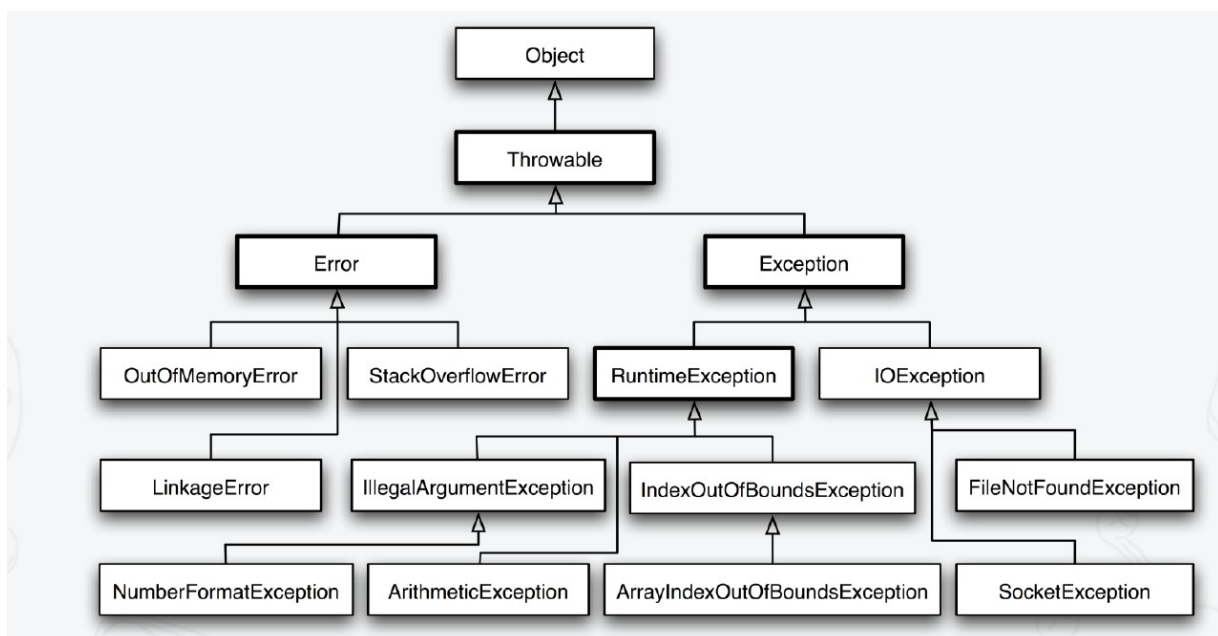 Object
Throwable
Error
Exception
OutOfMemoryError
StackOverflowError
RuntimeException
IOException
LinkageError
IllegalArgumentException
IndexOutOfBoundsException
FileNotFoundException
NumberFormatException
ArithmeticException
ArrayIndexOutOfBoundsException
SocketException